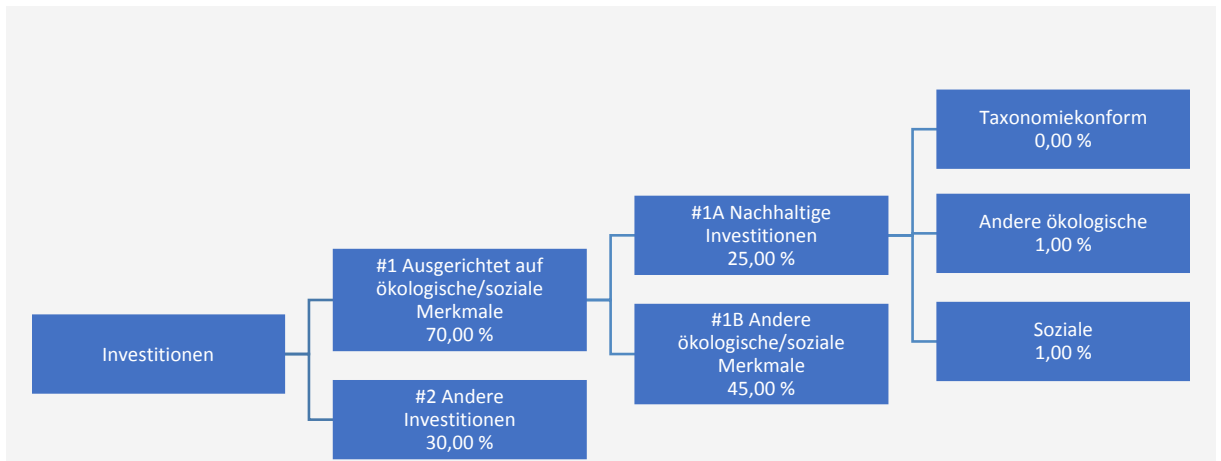 Investitionen
#1 Ausgerichtet auf
ökologische/soziale
Merkmale
70,00 %
#2 Andere
Investitionen
30,00 %
#1A Nachhaltige
Investitionen
25,00 %
#1B Andere
ökologische/soziale
Merkmale
45,00 %
Taxonomiekonform
0,00 %
Andere ökologische
1,00 %
Soziale
1,00 %